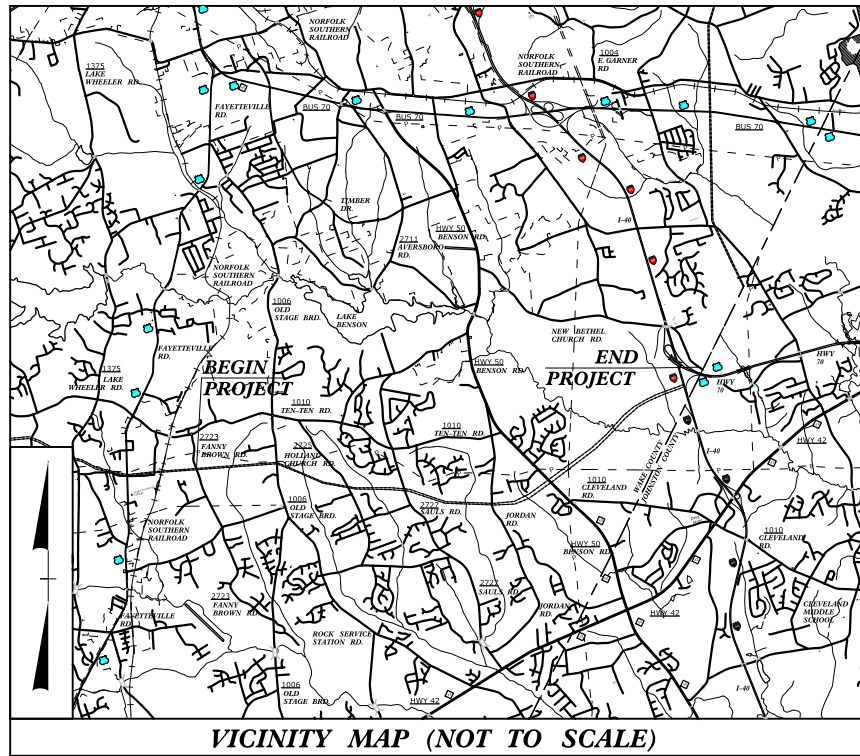 NORFOLK
SOUTHERN
RAILROAD
1375
LAKE
WHEELER RD.
NORFOLK
SOUTHERN
RAILROAD
1004
E. GARNER
RD
FAYETTEVILLE
RD.
BUS 70
BUS 70
BUS 70
TIMBER
DR.
HWY 50
BENSON RD.
2711
AVERSBORO
RD.
I-40
NORFOLK
SOUTHERN
RAILROAD
1006
OLD
STAGE BRD.
LAKE
BENSON
NEW BETHEL
CHURCH RD.
FAYETTEVILLE
RD.
1375
LAKE
WHEELER RD.
BEGIN
PROJECT
HWY 50
BENSON RD.
END
PROJECT
HWY
70
HWY
70
1010
TEN-TEN RD.
1010
TEN-TEN RD.
2723
FANNY
BROWN RD.
2725
HOLLAND
CHURCH RD.
HWY 42
WAKE COUNTY
JOHNSTON COUNTY
I-40
1010
CLEVELAND
RD.
1006
OLD
STAGE BRD.
2727
SAULS RD.
JORDAN
RD.
NORFOLK
SOUTHERN
RAILROAD
HWY 50
BENSON RD.
1010
CLEVELAND
RD.
2727
SAULS RD.
2723
FANNY
BROWN RD.
JORDAN
RD.
HWY 42
CLEVELAND
MIDDLE
SCHOOL
FAYETTEVILLE
RD.
ROCK SERVICE
STATION RD.
1006
OLD
STAGE BRD.
HWY 42
I-40
VICINITY MAP (NOT TO SCALE)